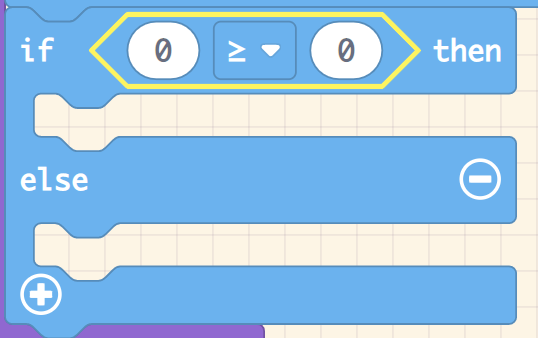 if 0 ≥ 0 then
else